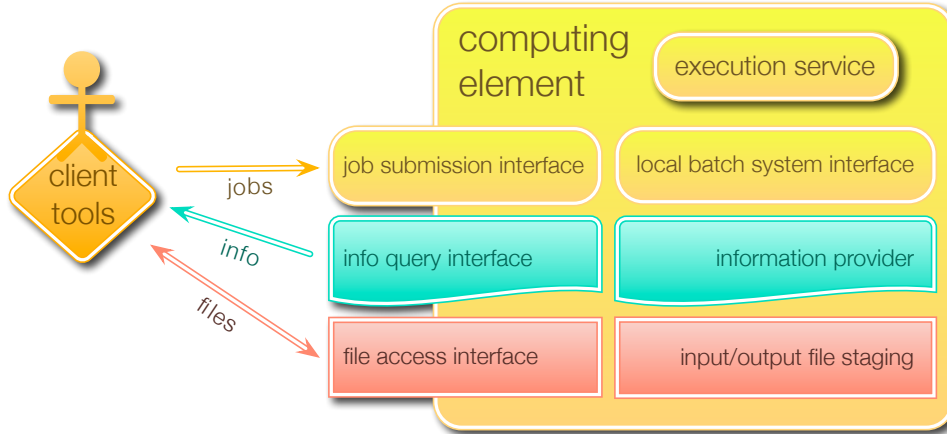 computing
element
execution service
client
tools
jobs
job submission interface
local batch system interface
info
info query interface
information provider
files
file access interface
input/output file staging